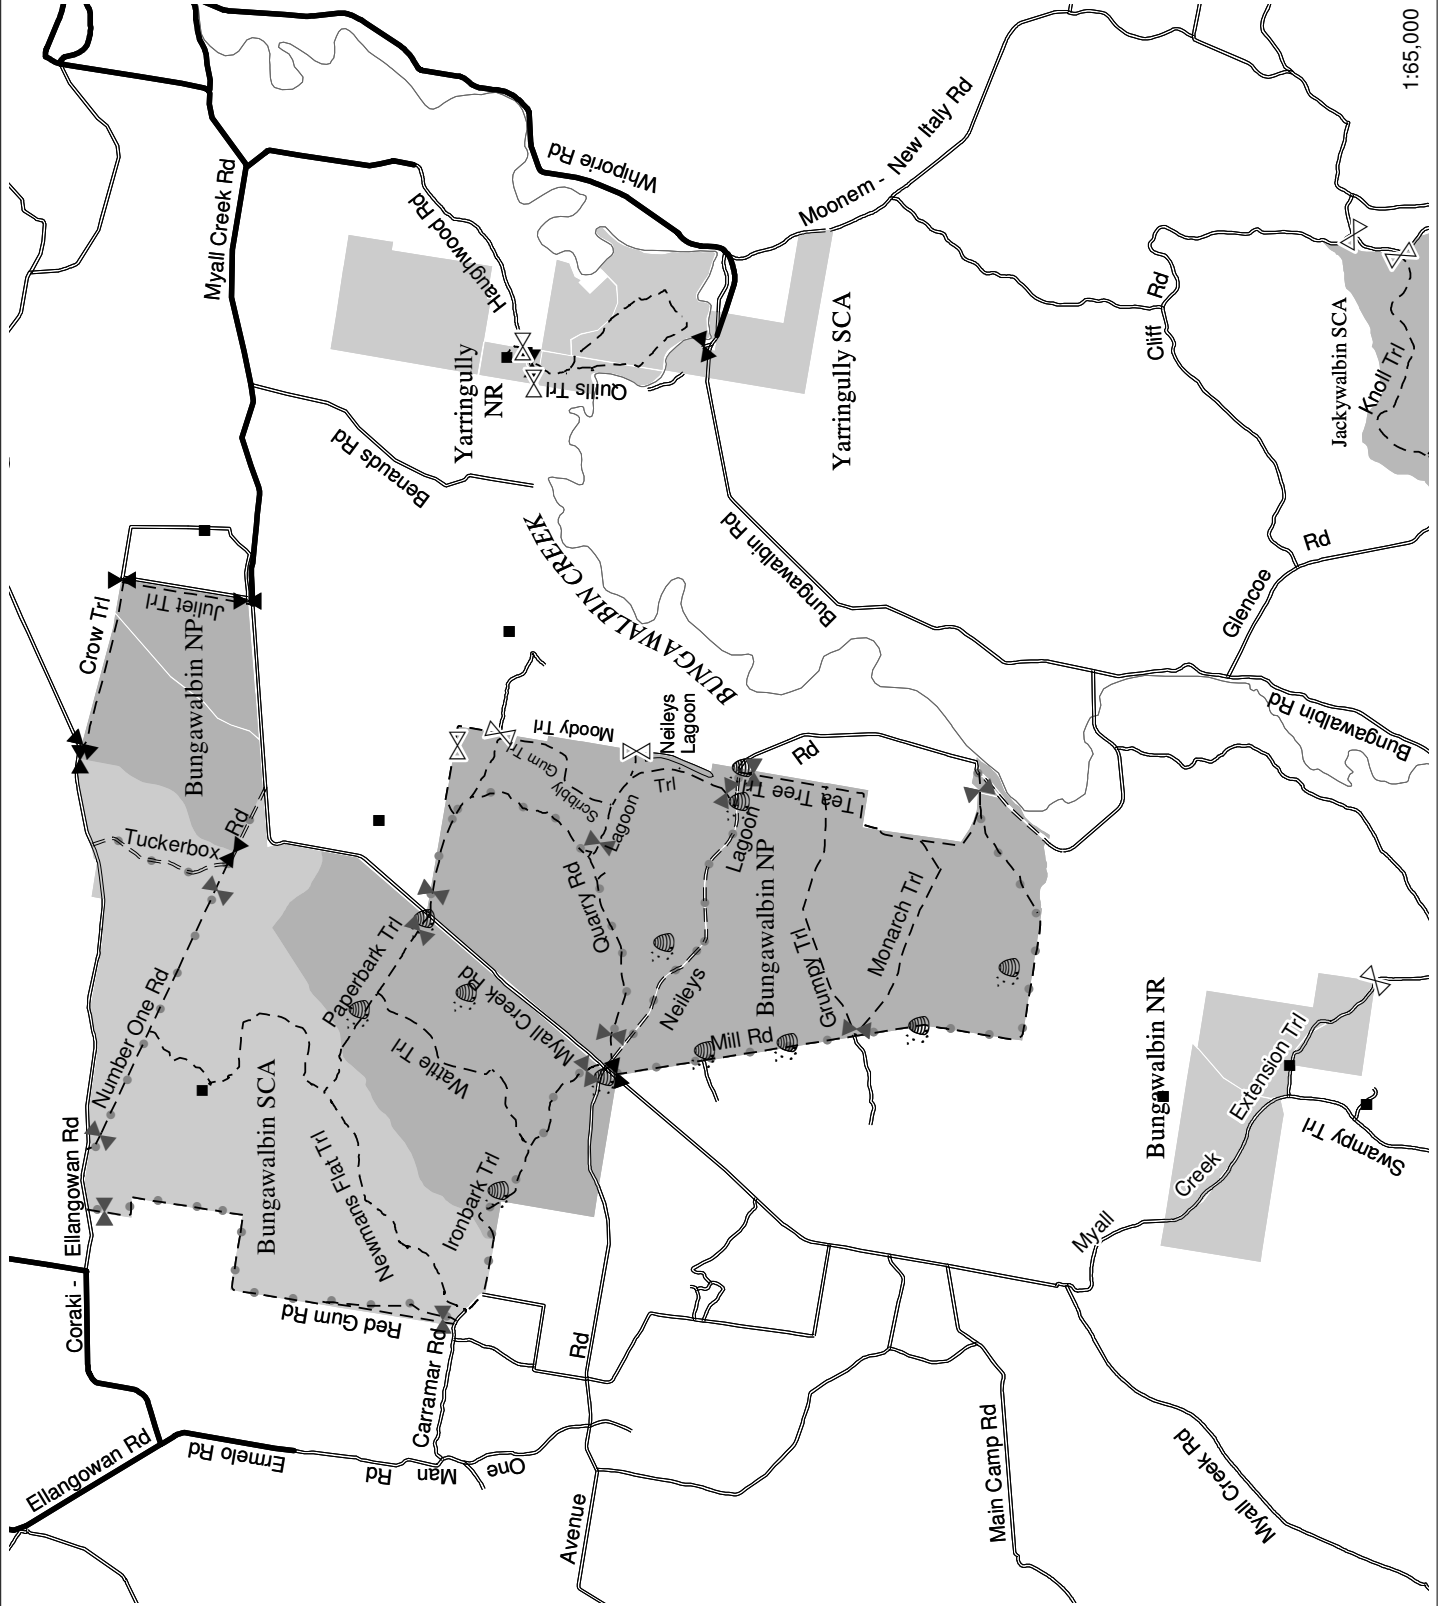 1:65,000
Myall Creek Rd
Whiporie Rd
Moonem - New Italy Rd
Haughwood Rd
Yarringully
NR
Quills Trl
Yarringully SCA
Cliff
Rd
Jackywalbin SCA
Knoll Trl
Benauds Rd
BUNGAWALBIN CREEK
Bungawalbin Rd
Glencoe
Rd
Bungawalbin Rd
Crow Trl
Juliet Trl
Bungawalbin NP
Tuckerbox
Rd
Moody Trl
Neileys
Lagoon
Scribbly Gum Trl
Lagoon
Trl
Quarry Rd
Tea Tree Trl
Rd
Lagoon
Neileys
Bungawalbin NP
Grumpy Trl
Monarch Trl
Mill Rd
Paperbark Trl
Myall Creek Rd
Wattle Trl
Number One Rd
Bungawalbin SCA
Newmans Flat Trl
Ironbark Trl
Red Gum Rd
Coraki -
Ellangowan Rd
Carramar Rd
Ellangowan Rd
Ermelo Rd
One
Man
Rd
Avenue
Rd
Main Camp Rd
Myall Creek Rd
Bungawalbin NR
Myall
Creek
Extension Trl
Swampy Trl